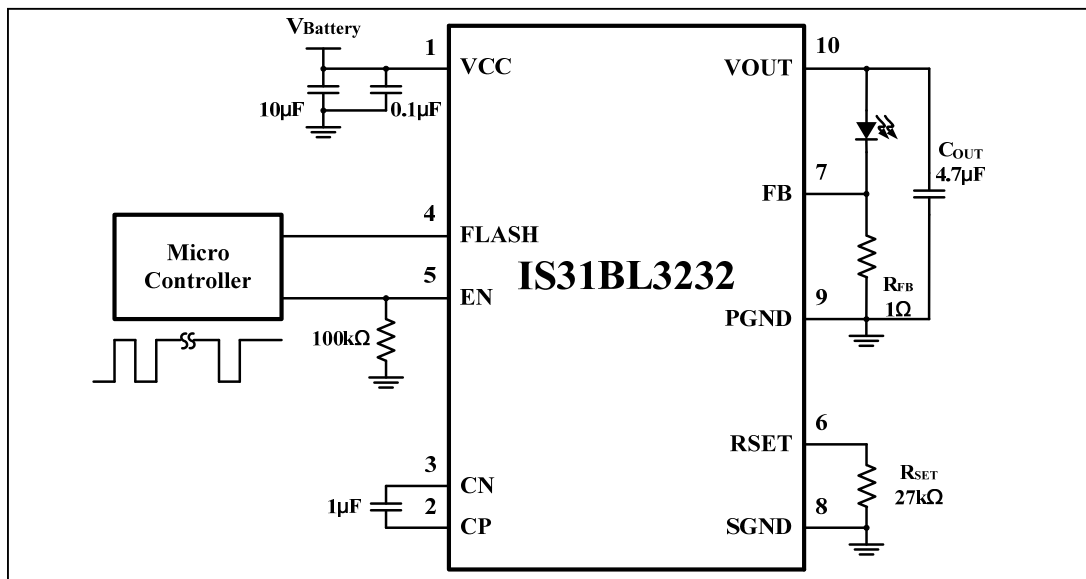 VBattery
1
VCC
10µF
0.1µF
10
VOUT
COUT
4.7µF
7
FB
4
FLASH
Micro
Controller
5
EN
IS31BL3232
RFB
1Ω
9
PGND
100kΩ
6
RSET
3
CN
1µF
2
CP
RSET
27kΩ
8
SGND